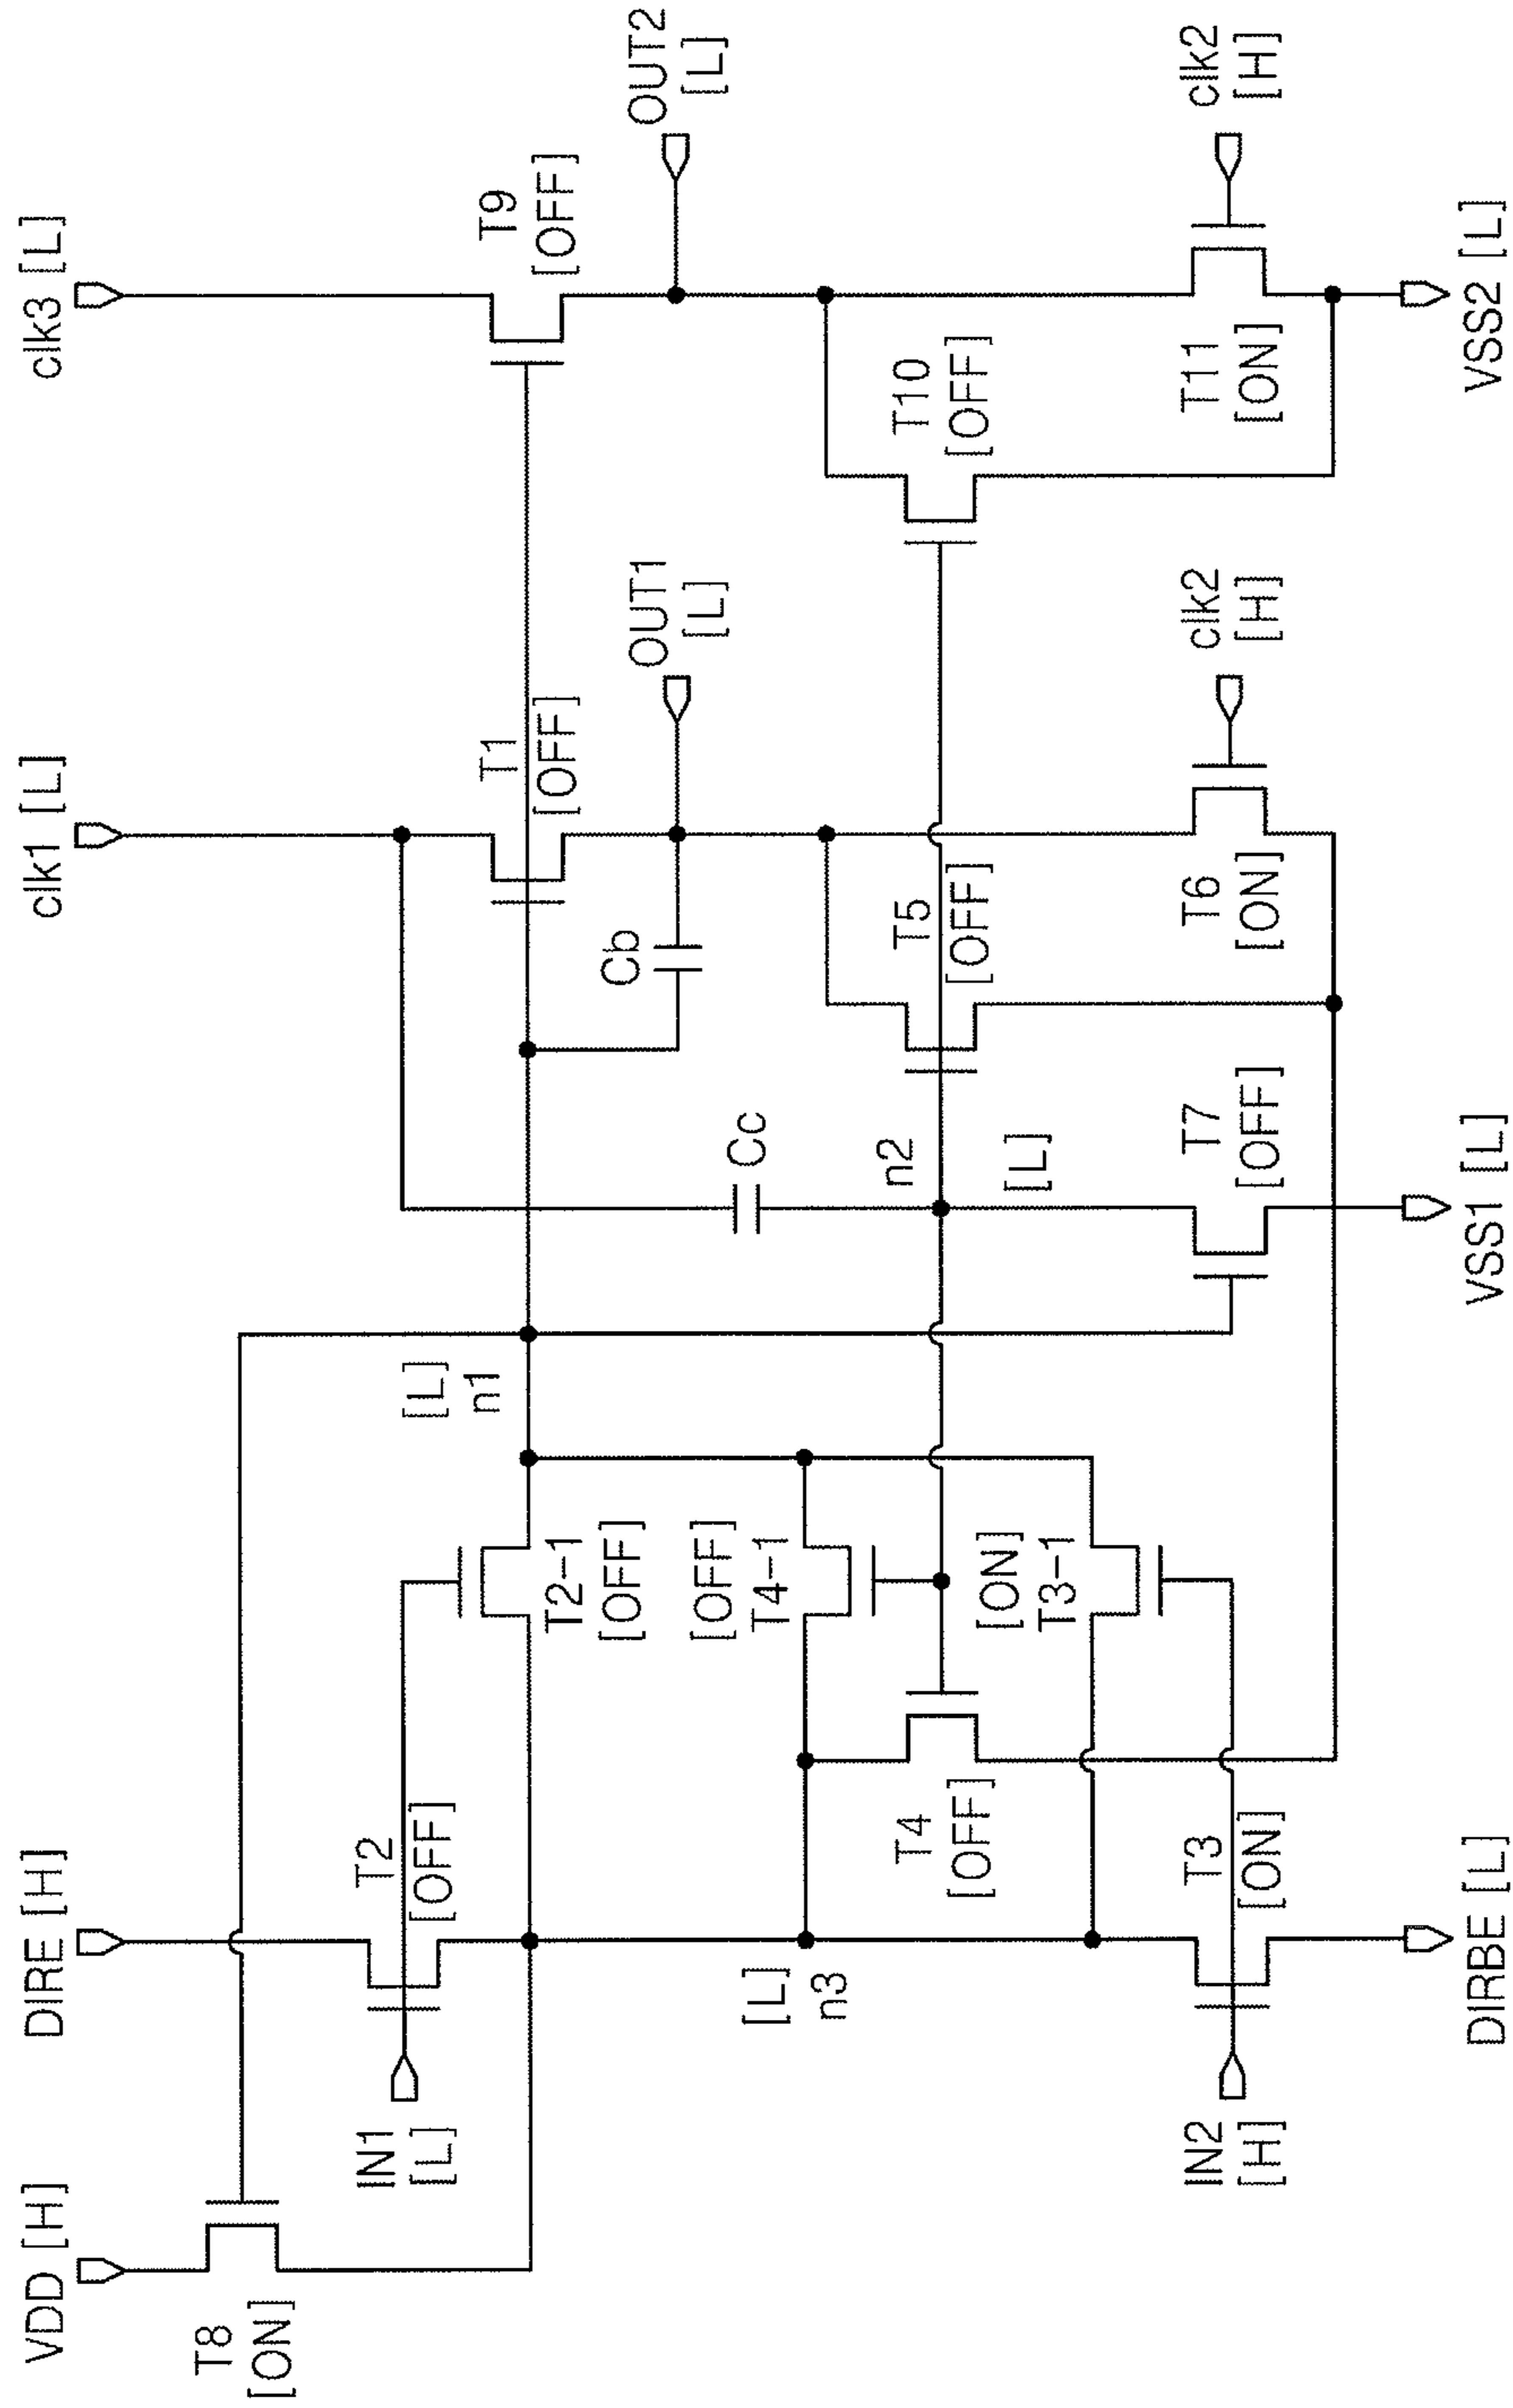 VDD [H]
DIRE [H]
clk1 [L]
clk3 [L]
T8
[ON]
IN1
[L]
T2
[OFF]
T2-1
[OFF]
[L]
n1
T1
[OFF]
T9
[OFF]
Cb
OUT1
[L]
OUT2
[L]
[L]
n3
[OFF]
T4-1
Cc
T4
[OFF]
[ON]
T3-1
n2
[L]
T5
[OFF]
T10
[OFF]
IN2
[H]
T3
[ON]
T7
[OFF]
T6
[ON]
clk2
[H]
T11
[ON]
clk2
[H]
DIRBE [L]
VSS1 [L]
VSS2 [L]